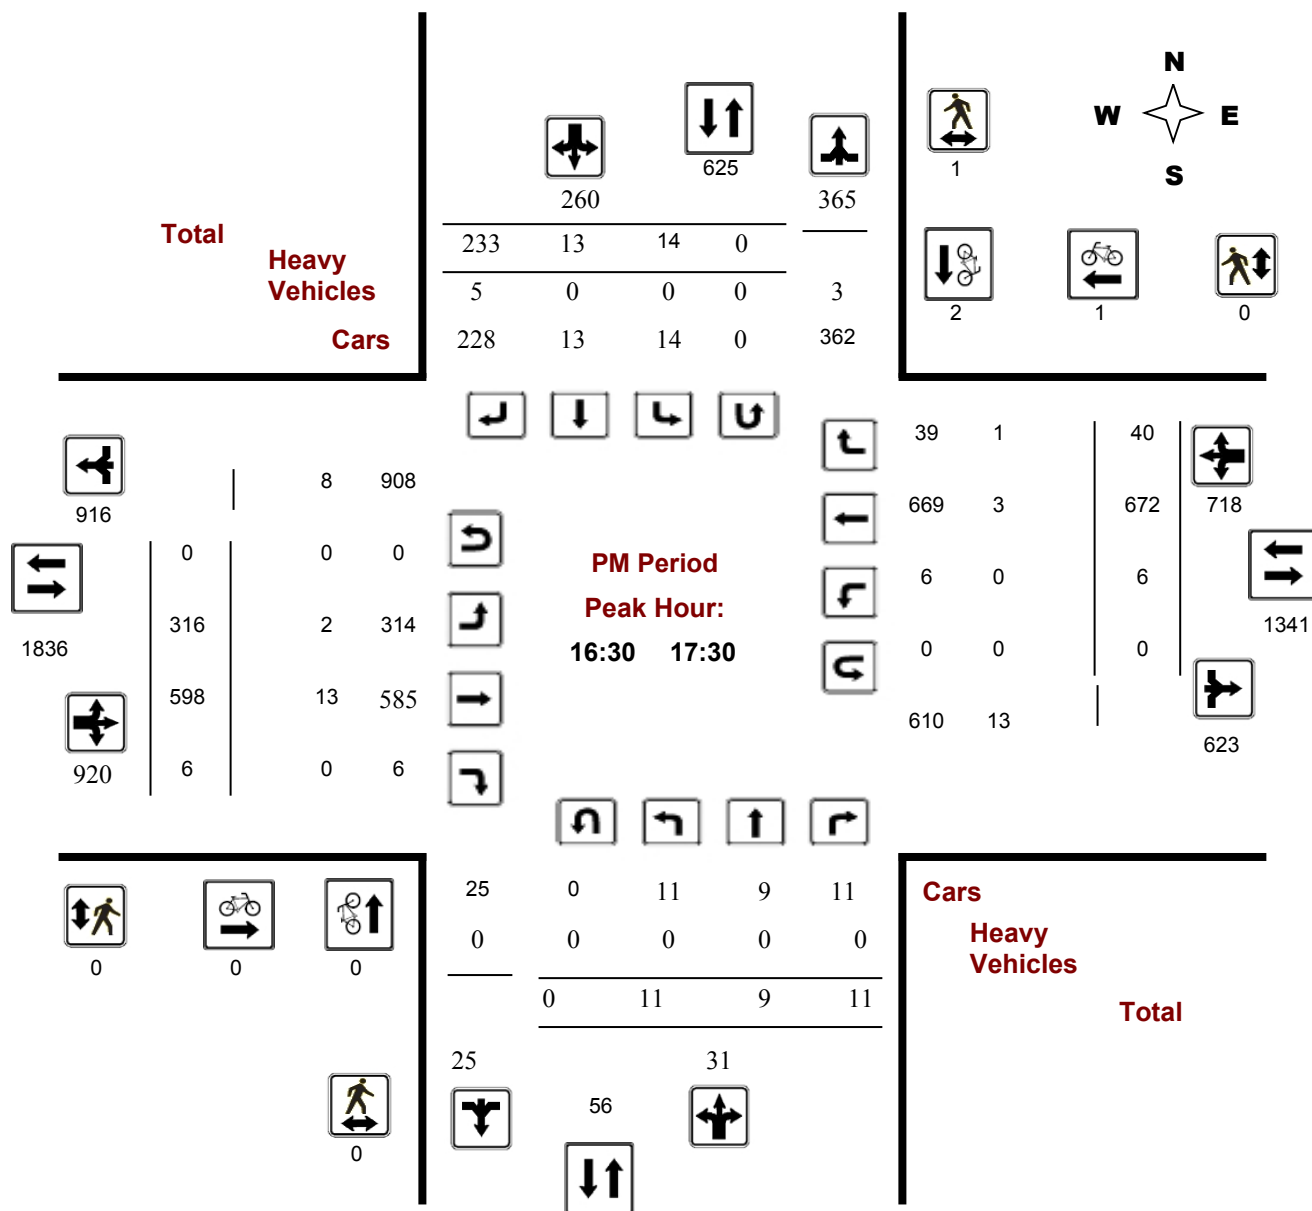 N
W E
S
625
1
260 365
Total 233 13 14 0
Heavy
Vehicles 5 0 0 0 3
2 1 0
Cars 228 13 14 0 362
39 1 40
8 908
916
669 3 672 718
0 0 0
PM Period
6 0 6
Peak Hour:
316 2 314
1836
16:30 17:30
0 0 0
1341
598 13 585
610 13
623
920 6 0 6
25 0 11 9 11 Cars
0 0 0 0 0 Heavy
Vehicles
0 0 0
0 11 9 11 Total
25 31
56
0